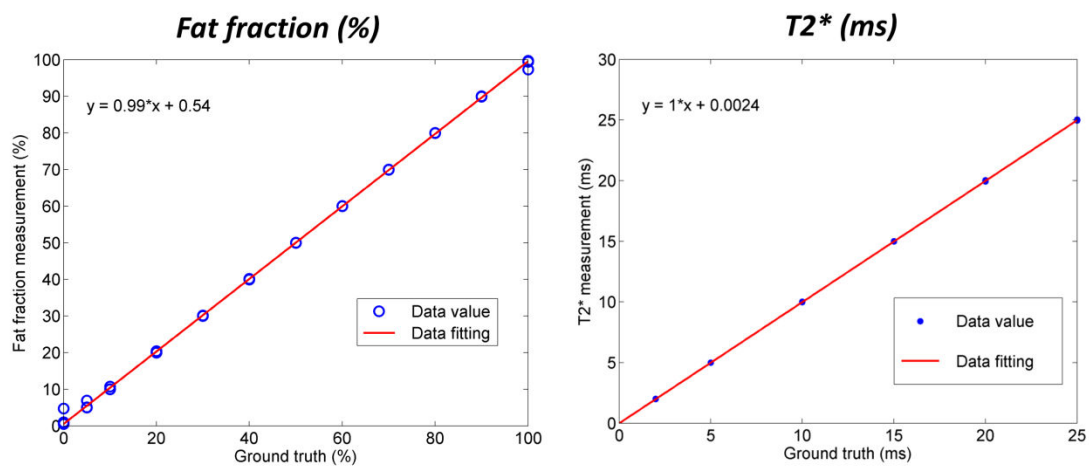 Fat fraction (%)
100
90
80
70
60
50
40
30
20
10
0
y = 0.99*x + 0.54
Fat fraction measurement (%)
Data value
Data fitting
0
20
40
60
80
100
Ground truth (%)
T2* (ms)
30
25
20
15
10
5
0
y = 1*x + 0.0024
T2* measurement (ms)
Data value
Data fitting
0
5
10
15
20
25
Ground truth (ms)